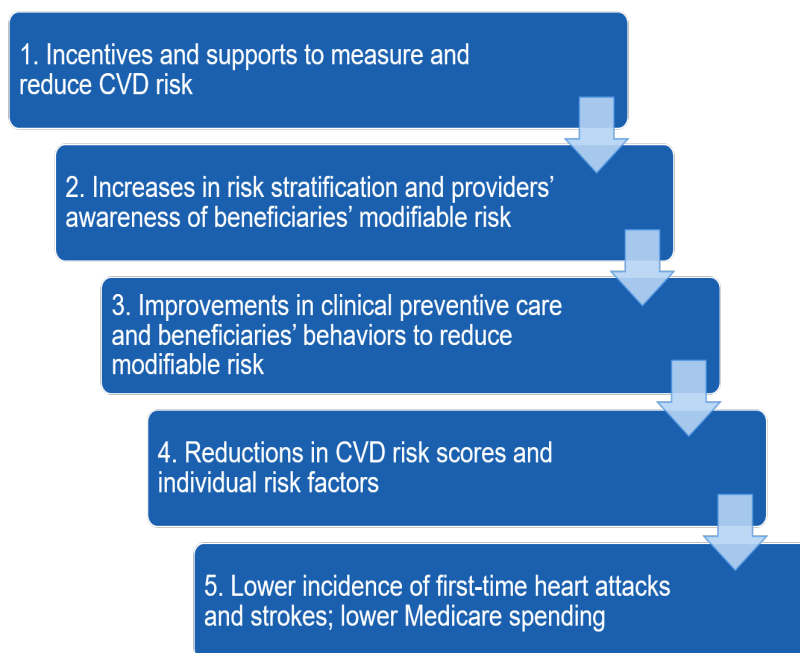 1. Incentives and supports to measure and
reduce CVD risk
2. Increases in risk stratification and providers’
awareness of beneficiaries’ modifiable risk
3. Improvements in clinical preventive care
and beneficiaries’ behaviors to reduce
modifiable risk
4. Reductions in CVD risk scores and
individual risk factors
5. Lower incidence of first-time heart attacks
and strokes; lower Medicare spending